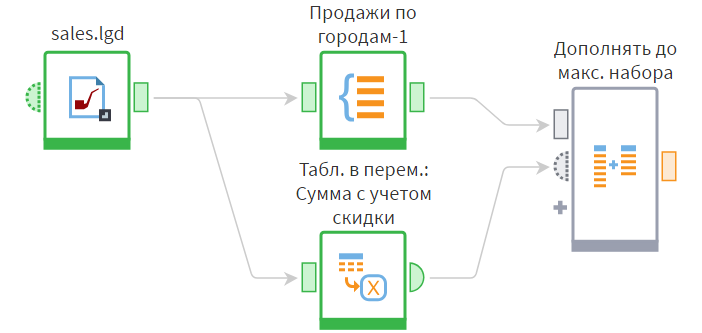 sales.lgd
Продажи по
городам-1
Дополнять до
макс. набора
Табл. в перем.:
Сумма с учетом
скидки